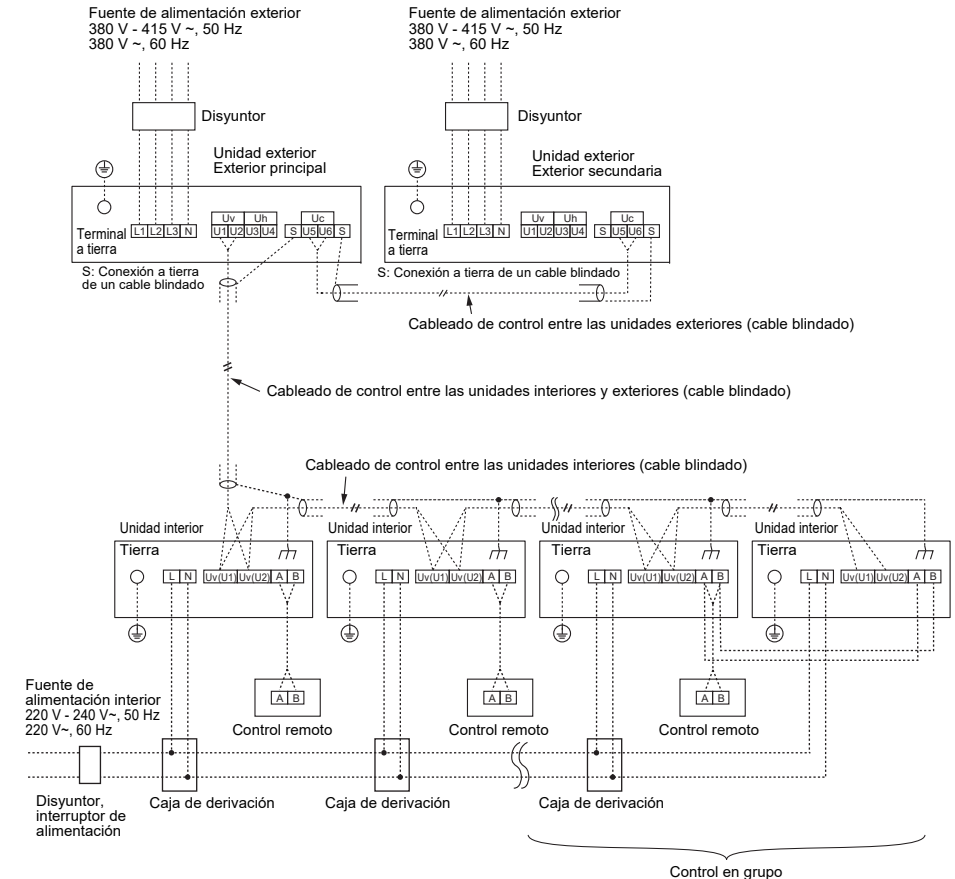 Fuente de alimentación exterior
380 V - 415 V ~, 50 Hz
380 V ~, 60 Hz
Fuente de alimentación exterior
380 V - 415 V ~, 50 Hz
380 V ~, 60 Hz
Disyuntor
Disyuntor
Unidad exterior
Exterior principal
Unidad exterior
Exterior secundaria
Uv Uh Uc
Terminal
a tierra
L1 L2 L3 N U1 U2 U3 U4 S U5 U6 S
Uv Uh Uc
Terminal
a tierra
L1 L2 L3 N U1 U2 U3 U4 S U5 U6 S
S: Conexión a tierra
de un cable blindado
S: Conexión a tierra de un cable blindado
Cableado de control entre las unidades exteriores (cable blindado)
Cableado de control entre las unidades interiores y exteriores (cable blindado)
Cableado de control entre las unidades interiores (cable blindado)
Unidad interior
Unidad interior
Unidad interior
Unidad interior
Tierra
Tierra
Tierra
Tierra
L N Uv(U1) Uv(U2) A B
L N Uv(U1) Uv(U2) A B
L N Uv(U1) Uv(U2) A B
L N Uv(U1) Uv(U2) A B
Fuente de
alimentación interior
220 V - 240 V~, 50 Hz
220 V~, 60 Hz
A B
A B
A B
Control remoto
Control remoto
Control remoto
Disyuntor,
interruptor de
alimentación
Caja de derivación
Caja de derivación
Caja de derivación
Control en grupo